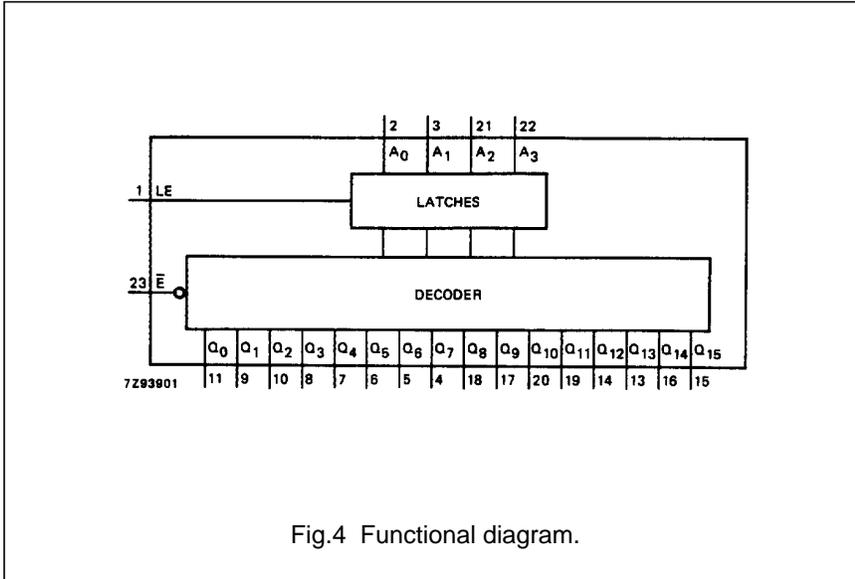 2 3 21 22
A0 A1 A2 A3
1 LE
LATCHES
23 E̅
DECODER
Q0 Q1 Q2 Q3 Q4 Q5 Q6 Q7 Q8 Q9 Q10 Q11 Q12 Q13 Q14 Q15
7Z93901 11 9 10 8 7 6 5 4 18 17 20 19 14 13 16 15
Fig.4 Functional diagram.